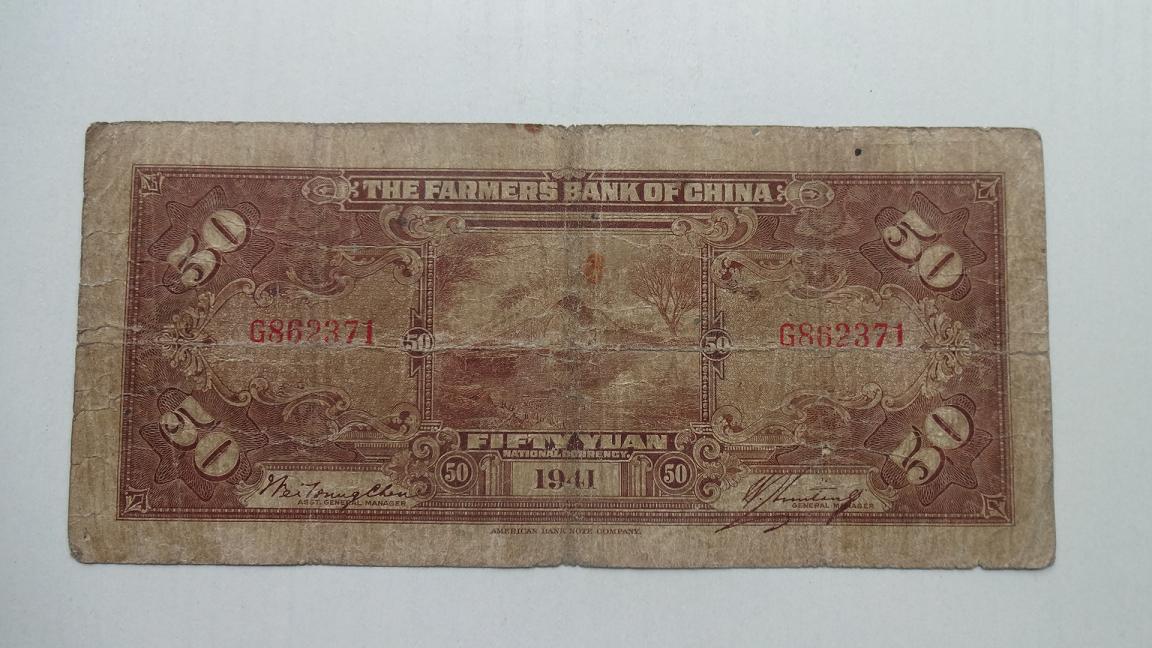 THE FARMERS BANK OF CHINA
50 50
G862371 G862371
50 50
50 50
FIFTY YUAN
NATIONAL CURRENCY
50 1941 50
ASST. GENERAL MANAGER GENERAL MANAGER
AMERICAN BANK NOTE COMPANY.